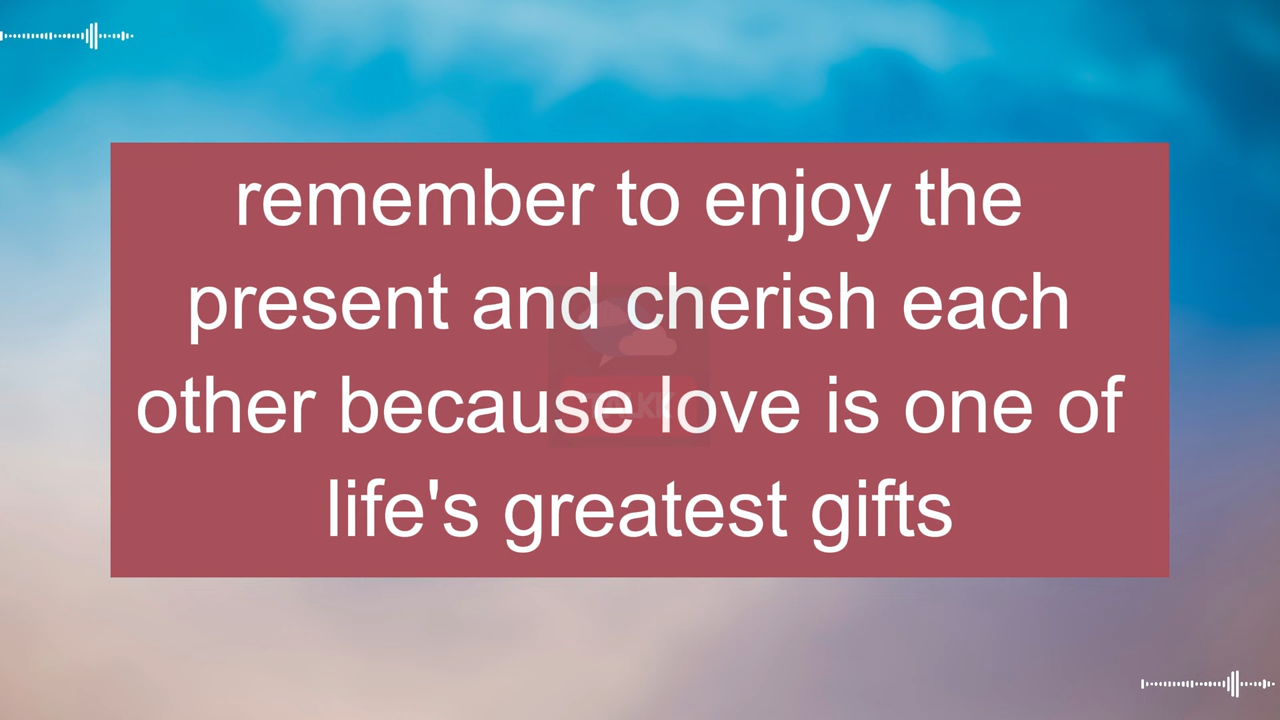 remember to enjoy the
present and cherish each
other because love is one of
life's greatest gifts